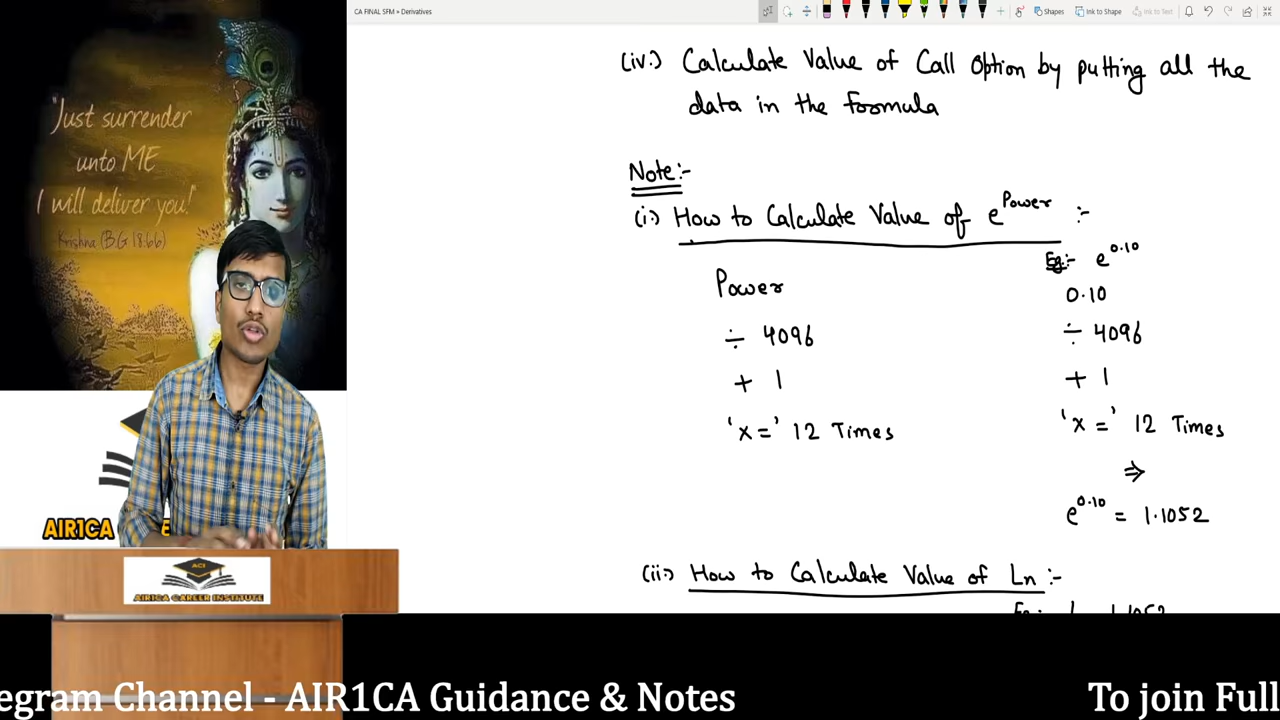 CA FINAL SFM » Derivatives
Shapes
Ink to Shape
Ink to Text
"Just surrender
unto ME
I will deliver you!"
Krishna (B.G 18:66)
(iv.) Calculate Value of Call Option by putting all the
data in the formula
Note:-
(i.) How to Calculate Value of e^Power :-
Power
÷ 4096
+ 1
'x =' 12 Times
Eg:- e^0.10
0.10
÷ 4096
+ 1
'x =' 12 Times
⇒
e^0.10 = 1.1052
(ii.) How to Calculate Value of Ln :-
AIR1CA
ACI
AIR1CA CAREER INSTITUTE
egram Channel - AIR1CA Guidance & Notes
To join Full